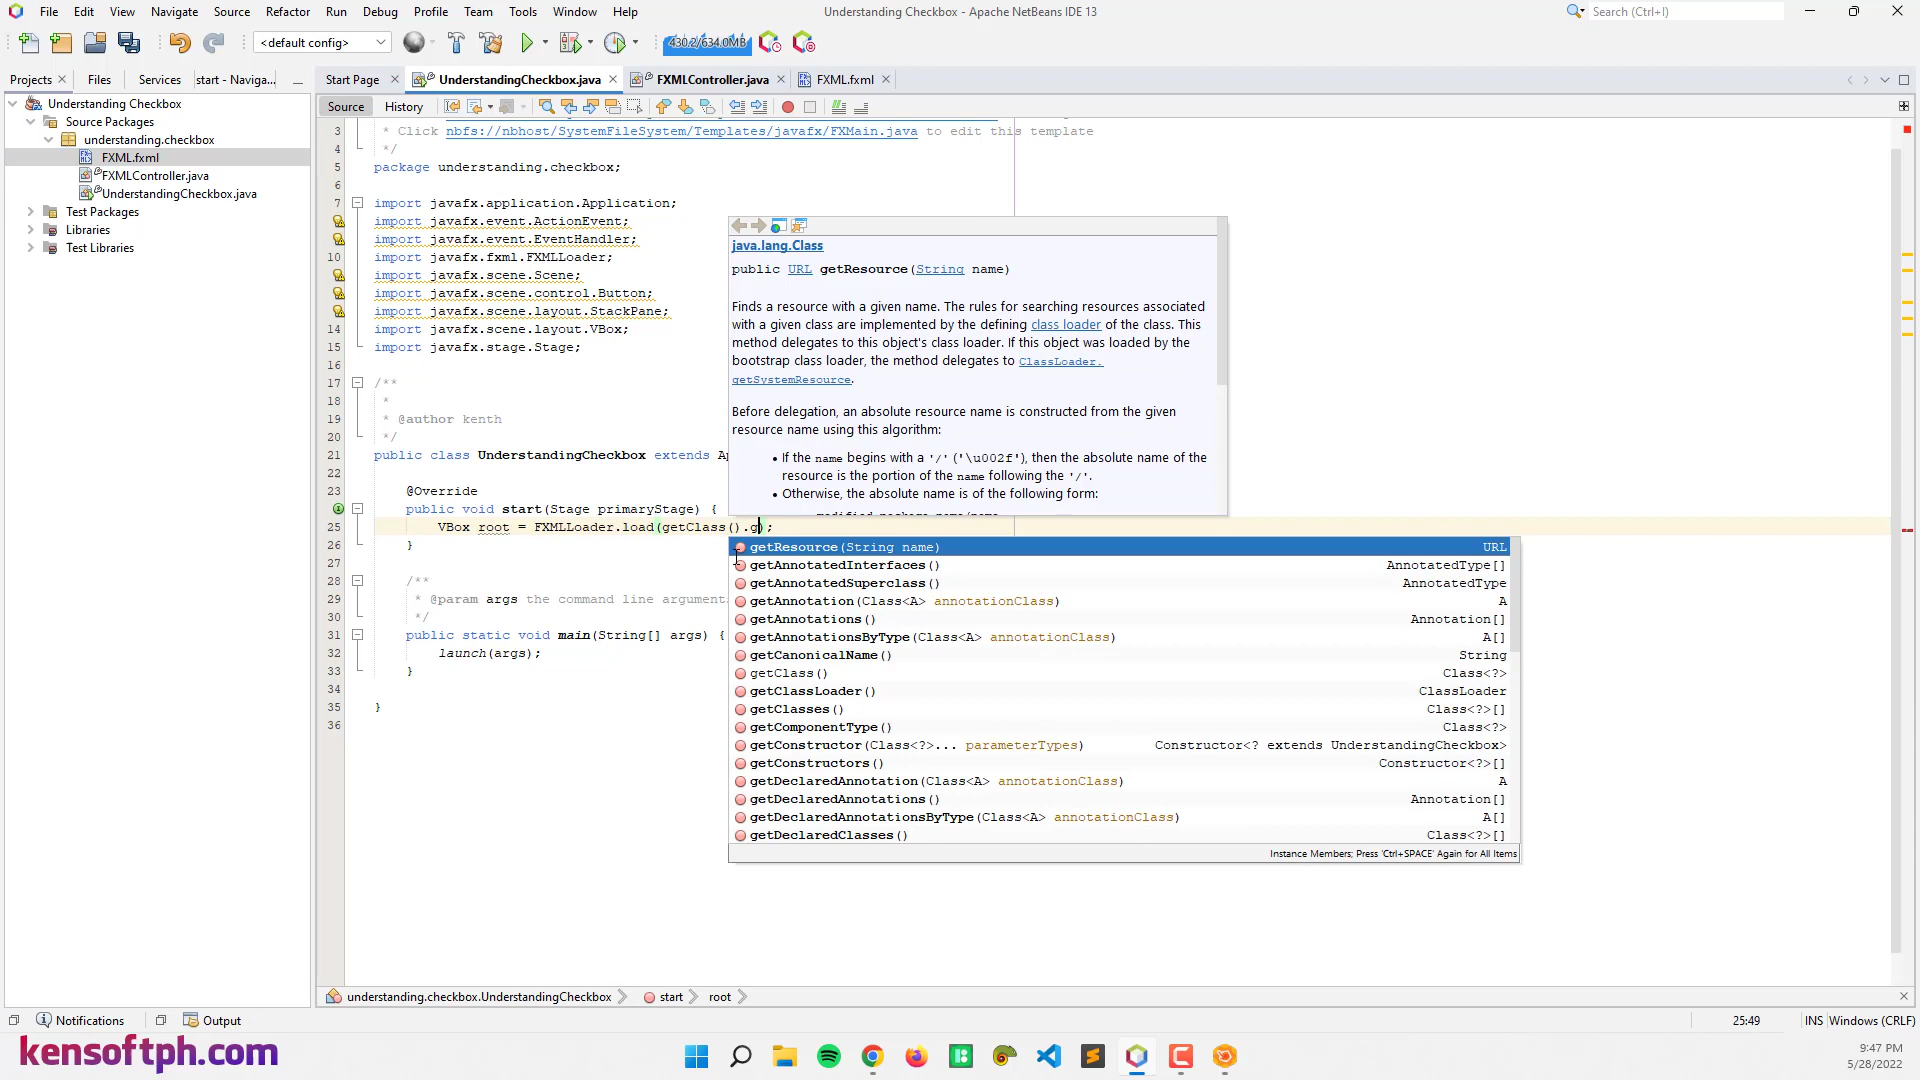 File Edit View Navigate Source Refactor Run Debug Profile Team Tools Window Help
Understanding Checkbox - Apache NetBeans IDE 13
Search (Ctrl+I)
<default config>
430.2/634.0MB
Projects Files Services start - Naviga...
Start Page UnderstandingCheckbox.java FXMLController.java FXML.fxml
Source History
Understanding Checkbox
Source Packages
understanding.checkbox
FXML.fxml
FXMLController.java
UnderstandingCheckbox.java
Test Packages
Libraries
Test Libraries
3 * Click nbfs://nbhost/SystemFileSystem/Templates/javafx/FXMain.java to edit this template
4 */
5 package understanding.checkbox;
6
7 import javafx.application.Application;
import javafx.event.ActionEvent;
import javafx.event.EventHandler;
10 import javafx.fxml.FXMLLoader;
import javafx.scene.Scene;
import javafx.scene.control.Button;
import javafx.scene.layout.StackPane;
14 import javafx.scene.layout.VBox;
15 import javafx.stage.Stage;
16
17 /**
18 *
19 * @author kenth
20 */
21 public class UnderstandingCheckbox extends Ap
22
23 @Override
public void start(Stage primaryStage) {
25 VBox root = FXMLLoader.load(getClass().g);
26 }
27
28 /**
29 * @param args the command line argument
30 */
31 public static void main(String[] args) {
32 launch(args);
33 }
34
35 }
36
java.lang.Class
public URL getResource(String name)
Finds a resource with a given name. The rules for searching resources associated
with a given class are implemented by the defining class loader of the class. This
method delegates to this object's class loader. If this object was loaded by the
bootstrap class loader, the method delegates to ClassLoader.
getSystemResource.
Before delegation, an absolute resource name is constructed from the given
resource name using this algorithm:
• If the name begins with a '/' ('\u002f'), then the absolute name of the
resource is the portion of the name following the '/'.
• Otherwise, the absolute name is of the following form:
modified_package_name/name
getResource(String name) URL
getAnnotatedInterfaces() AnnotatedType[]
getAnnotatedSuperclass() AnnotatedType
getAnnotation(Class<A> annotationClass) A
getAnnotations() Annotation[]
getAnnotationsByType(Class<A> annotationClass) A[]
getCanonicalName() String
getClass() Class<?>
getClassLoader() ClassLoader
getClasses() Class<?>[]
getComponentType() Class<?>
getConstructor(Class<?>... parameterTypes) Constructor<? extends UnderstandingCheckbox>
getConstructors() Constructor<?>[]
getDeclaredAnnotation(Class<A> annotationClass) A
getDeclaredAnnotations() Annotation[]
getDeclaredAnnotationsByType(Class<A> annotationClass) A[]
getDeclaredClasses() Class<?>[]
Instance Members; Press 'Ctrl+SPACE' Again for All Items
understanding.checkbox.UnderstandingCheckbox start root
Notifications Output
25:49 INS Windows (CRLF)
kensoftph.com
9:47 PM
5/28/2022